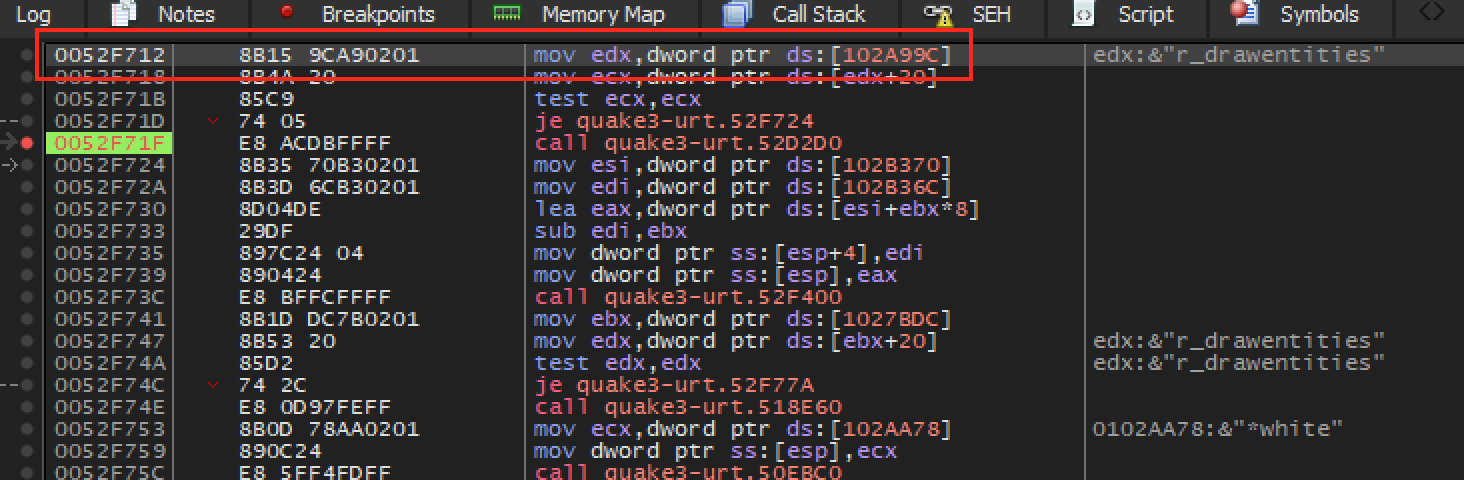 Log Notes Breakpoints Memory Map Call Stack SEH Script Symbols <>
0052F712 8B15 9CA90201 mov edx,dword ptr ds:[102A99C] edx:&"r_drawentities"
0052F718 8B4A 20 mov ecx,dword ptr ds:[edx+20]
0052F71B 85C9 test ecx,ecx
0052F71D 74 05 je quake3-urt.52F724
0052F71F E8 ACDBFFFF call quake3-urt.52D2D0
0052F724 8B35 70B30201 mov esi,dword ptr ds:[102B370]
0052F72A 8B3D 6CB30201 mov edi,dword ptr ds:[102B36C]
0052F730 8D04DE lea eax,dword ptr ds:[esi+ebx*8]
0052F733 29DF sub edi,ebx
0052F735 897C24 04 mov dword ptr ss:[esp+4],edi
0052F739 890424 mov dword ptr ss:[esp],eax
0052F73C E8 BFFCFFFF call quake3-urt.52F400
0052F741 8B1D DC7B0201 mov ebx,dword ptr ds:[1027BDC]
0052F747 8B53 20 mov edx,dword ptr ds:[ebx+20] edx:&"r_drawentities"
0052F74A 85D2 test edx,edx edx:&"r_drawentities"
0052F74C 74 2C je quake3-urt.52F77A
0052F74E E8 0D97FEFF call quake3-urt.518E60
0052F753 8B0D 78AA0201 mov ecx,dword ptr ds:[102AA78] 0102AA78:&"*white"
0052F759 890C24 mov dword ptr ss:[esp],ecx
0052F75C E8 5FF4FDFF call quake3-urt.50EBC0